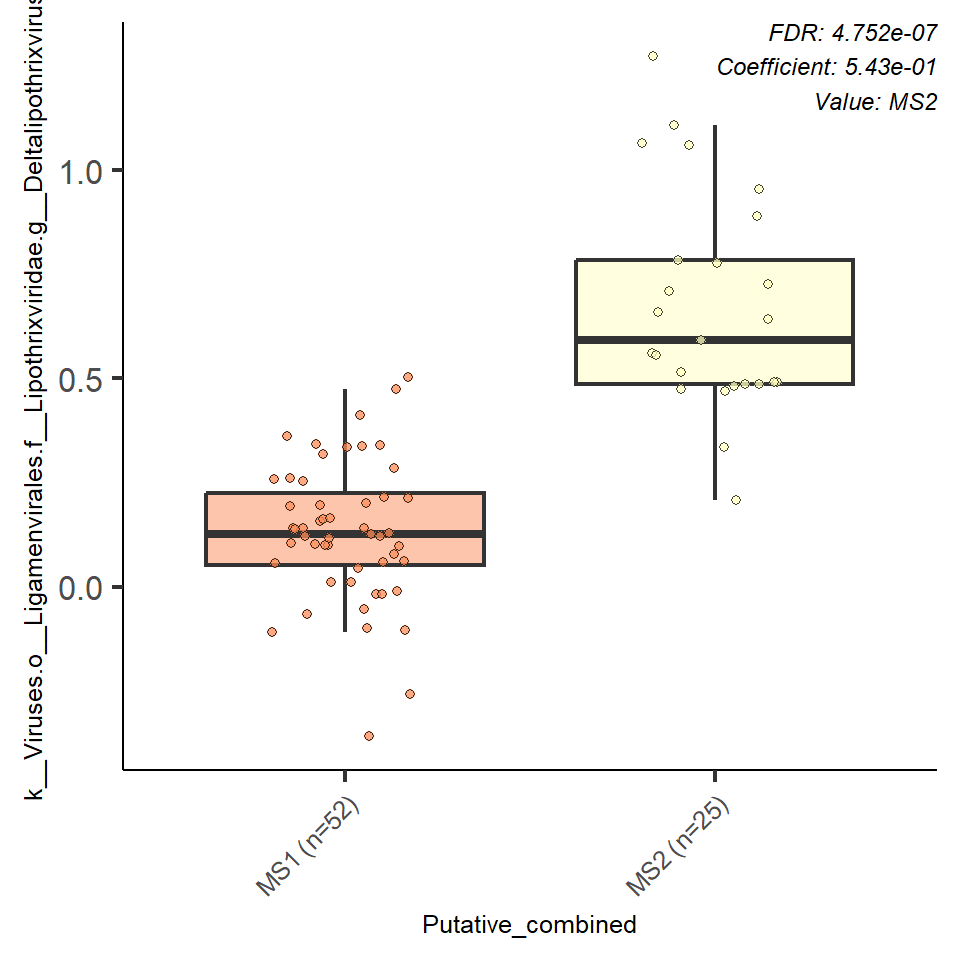 FDR: 4.752e-07
Coefficient: 5.43e-01
Value: MS2
k__Viruses.o__Ligamenvirales.f__Lipothrixviridae.g__Deltalipothrixvirus
1.0
0.5
0.0
MS1 (n=52)
MS2 (n=25)
Putative_combined